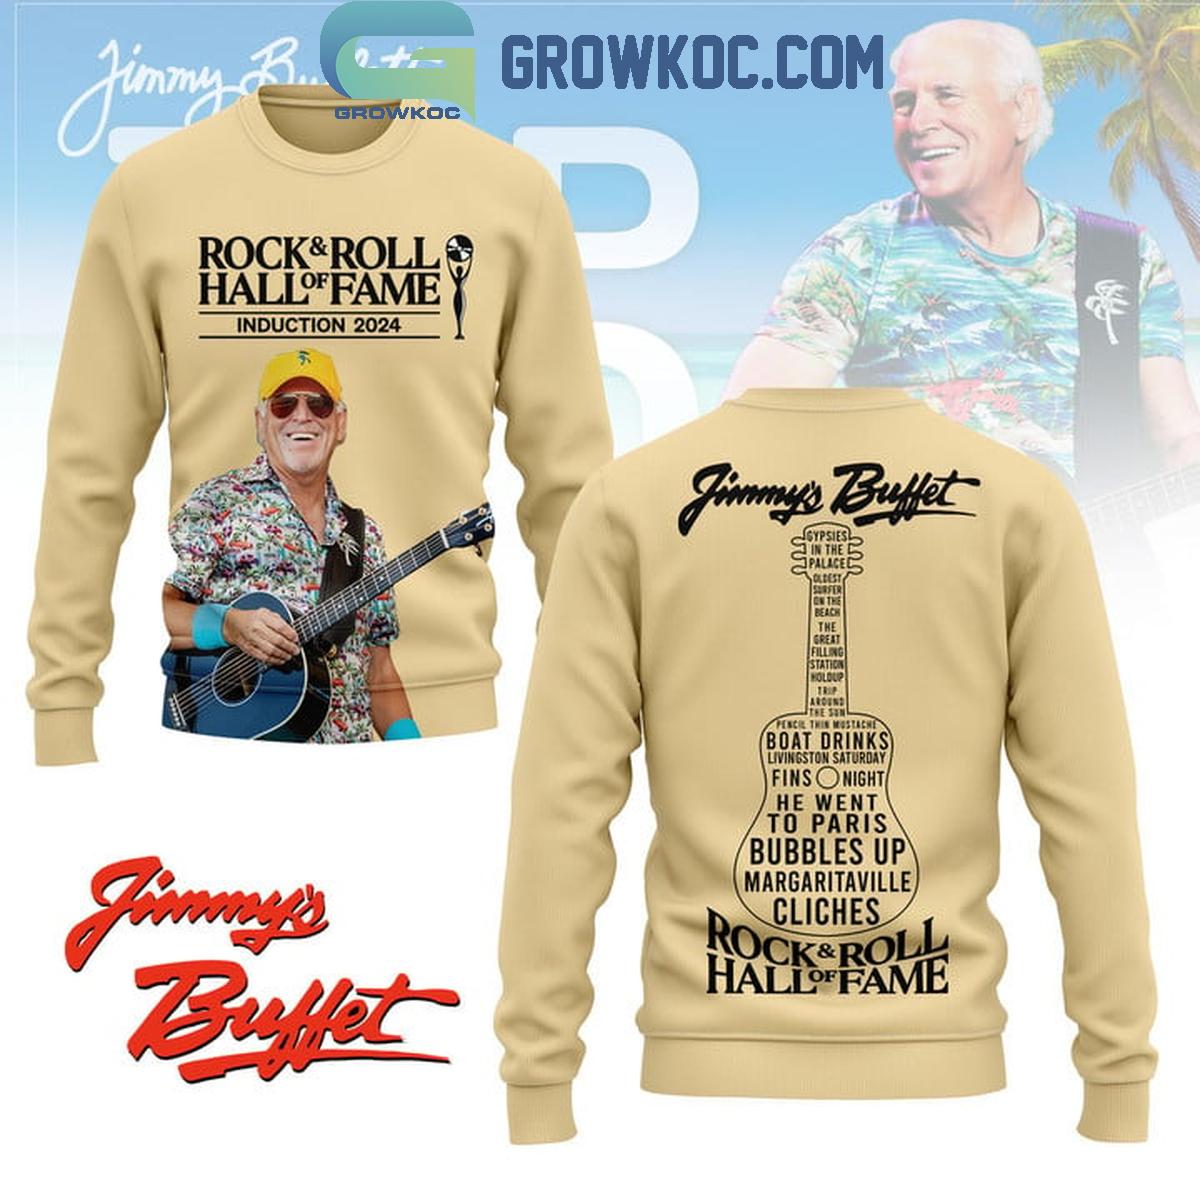 Jimmy Buffett
GROWKOC
GROWKOC.COM
ROCK & ROLL
HALL OF FAME
INDUCTION 2024
Jimmy's Buffet
GYPSIES
IN THE
PALACE
OLDEST
SURFER
ON THE
BEACH
THE
GREAT
FILLING
STATION
HOLDUP
TRIP
AROUND
THE SUN
PENCIL THIN MUSTACHE
BOAT DRINKS
LIVINGSTON SATURDAY
FINS NIGHT
HE WENT
TO PARIS
BUBBLES UP
MARGARITAVILLE
CLICHES
ROCK & ROLL
HALL OF FAME
Jimmy's
Buffet